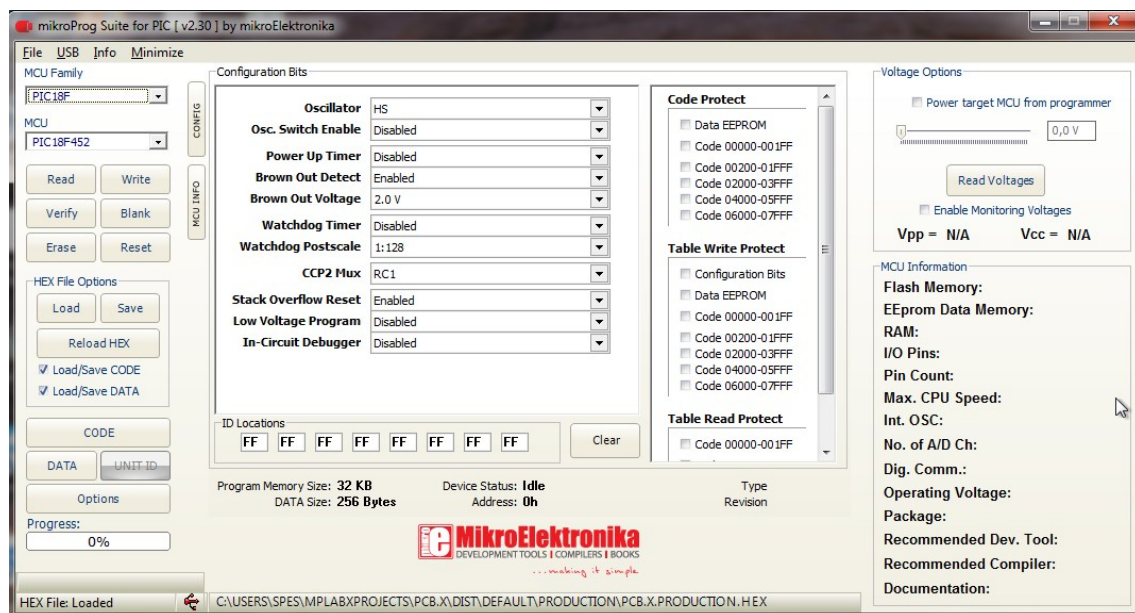 mikroProg Suite for PIC [ v2.30 ] by mikroElektronika
File USB Info Minimize
MCU Family
PIC18F
MCU
PIC18F452
Read Write
Verify Blank
Erase Reset
HEX File Options
Load Save
Reload HEX
Load/Save CODE
Load/Save DATA
CODE
DATA UNIT ID
Options
Progress:
0%
HEX File: Loaded
CONFIG
MCU INFO
Configuration Bits
Oscillator HS
Osc. Switch Enable Disabled
Power Up Timer Disabled
Brown Out Detect Enabled
Brown Out Voltage 2.0 V
Watchdog Timer Disabled
Watchdog Postscale 1:128
CCP2 Mux RC1
Stack Overflow Reset Enabled
Low Voltage Program Disabled
In-Circuit Debugger Disabled
ID Locations
FF FF FF FF FF FF FF FF
Clear
Code Protect
Data EEPROM
Code 00000-001FF
Code 00200-01FFF
Code 02000-03FFF
Code 04000-05FFF
Code 06000-07FFF
Table Write Protect
Configuration Bits
Data EEPROM
Code 00000-001FF
Code 00200-01FFF
Code 02000-03FFF
Code 04000-05FFF
Code 06000-07FFF
Table Read Protect
Code 00000-001FF
Program Memory Size: 32 KB Device Status: Idle Type
DATA Size: 256 Bytes Address: 0h Revision
MikroElektronika
DEVELOPMENT TOOLS | COMPILERS | BOOKS
...making it simple
C:\USERS\SPES\MPLABXPROJECTS\PCB.X\DIST\DEFAULT\PRODUCTION\PCB.X.PRODUCTION.HEX
Voltage Options
Power target MCU from programmer
0,0 V
Read Voltages
Enable Monitoring Voltages
Vpp = N/A Vcc = N/A
MCU Information
Flash Memory:
EEprom Data Memory:
RAM:
I/O Pins:
Pin Count:
Max. CPU Speed:
Int. OSC:
No. of A/D Ch:
Dig. Comm.:
Operating Voltage:
Package:
Recommended Dev. Tool:
Recommended Compiler:
Documentation: